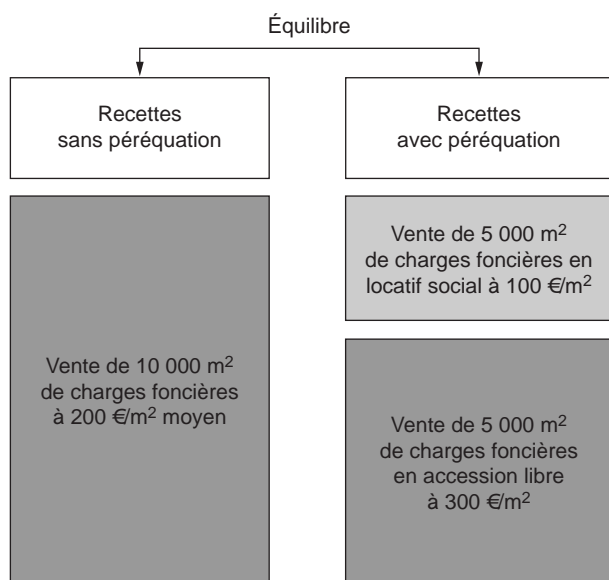 Équilibre
Recettes
sans péréquation
Recettes
avec péréquation
Vente de 10 000 m²
de charges foncières
à 200 €/m² moyen
Vente de 5 000 m²
de charges foncières en
locatif social à 100 €/m²
Vente de 5 000 m²
de charges foncières
en accession libre
à 300 €/m²